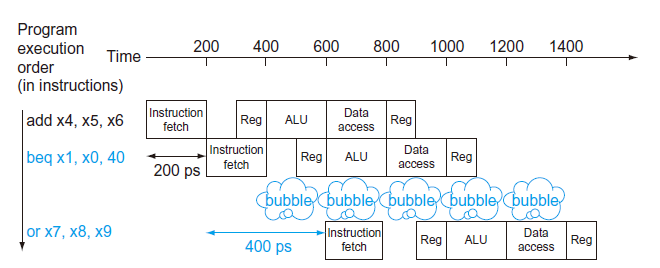 Program
execution
order
(in instructions)
Time
200 400 600 800 1000 1200 1400
add x4, x5, x6
Instruction
fetch
Reg
ALU
Data
access
Reg
beq x1, x0, 40
200 ps
Instruction
fetch
Reg
ALU
Data
access
Reg
bubble bubble bubble bubble bubble
or x7, x8, x9
400 ps
Instruction
fetch
Reg
ALU
Data
access
Reg